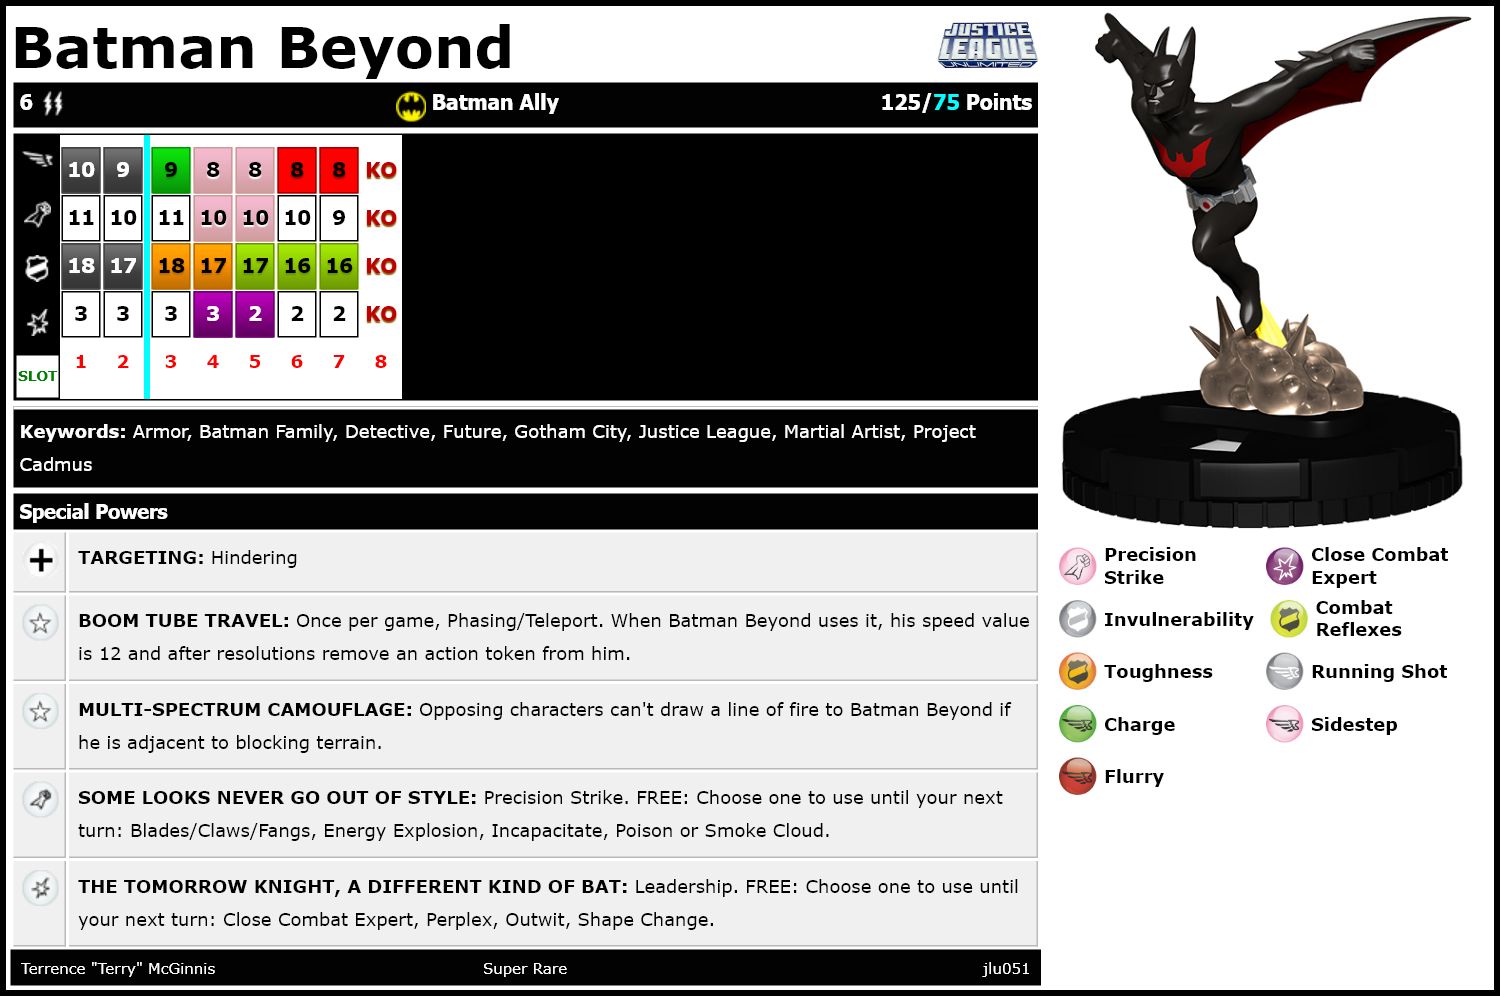 Batman Beyond
JUSTICE
LEAGUE
UNLIMITED
6
Batman Ally
125/75 Points
10 9 9 8 8 8 8 KO
11 10 11 10 10 10 9 KO
18 17 18 17 17 16 16 KO
3 3 3 3 2 2 2 KO
SLOT 1 2 3 4 5 6 7 8
Keywords: Armor, Batman Family, Detective, Future, Gotham City, Justice League, Martial Artist, Project
Cadmus
Special Powers
TARGETING: Hindering
BOOM TUBE TRAVEL: Once per game, Phasing/Teleport. When Batman Beyond uses it, his speed value
is 12 and after resolutions remove an action token from him.
MULTI-SPECTRUM CAMOUFLAGE: Opposing characters can't draw a line of fire to Batman Beyond if
he is adjacent to blocking terrain.
SOME LOOKS NEVER GO OUT OF STYLE: Precision Strike. FREE: Choose one to use until your next
turn: Blades/Claws/Fangs, Energy Explosion, Incapacitate, Poison or Smoke Cloud.
THE TOMORROW KNIGHT, A DIFFERENT KIND OF BAT: Leadership. FREE: Choose one to use until
your next turn: Close Combat Expert, Perplex, Outwit, Shape Change.
Terrence "Terry" McGinnis
Super Rare
jlu051
Precision
Strike
Close Combat
Expert
Invulnerability
Combat
Reflexes
Toughness
Running Shot
Charge
Sidestep
Flurry